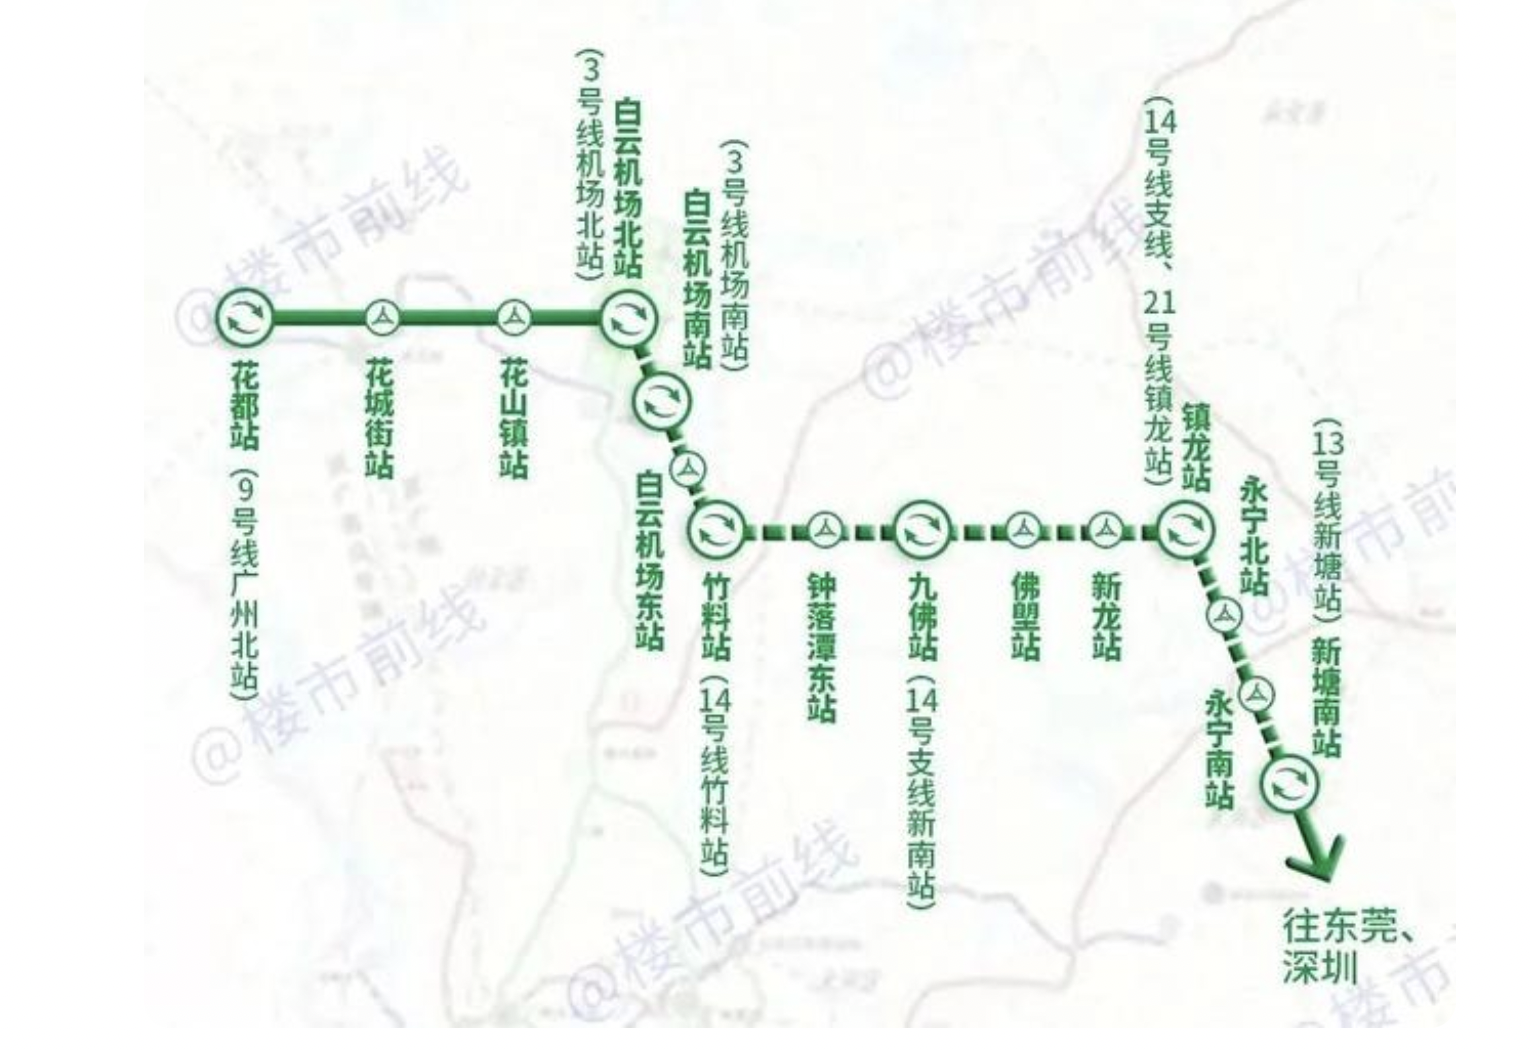 花都站
(9号线广州北站)
花城街站
花山镇站
(3号线机场北站)
白云机场北站
白云机场南站
(3号线机场南站)
白云机场东站
竹料站
(14号线竹料站)
钟落潭东站
九佛站
(14号支线新南站)
佛塱站
新龙站
(14号线支线、21号线镇龙站)
镇龙站
永宁北站
永宁南站
(13号线新塘站)
新塘南站
往东莞、
深圳
@楼市前线
@楼市前线
@楼市前线
@楼市前线
@楼市前
楼市